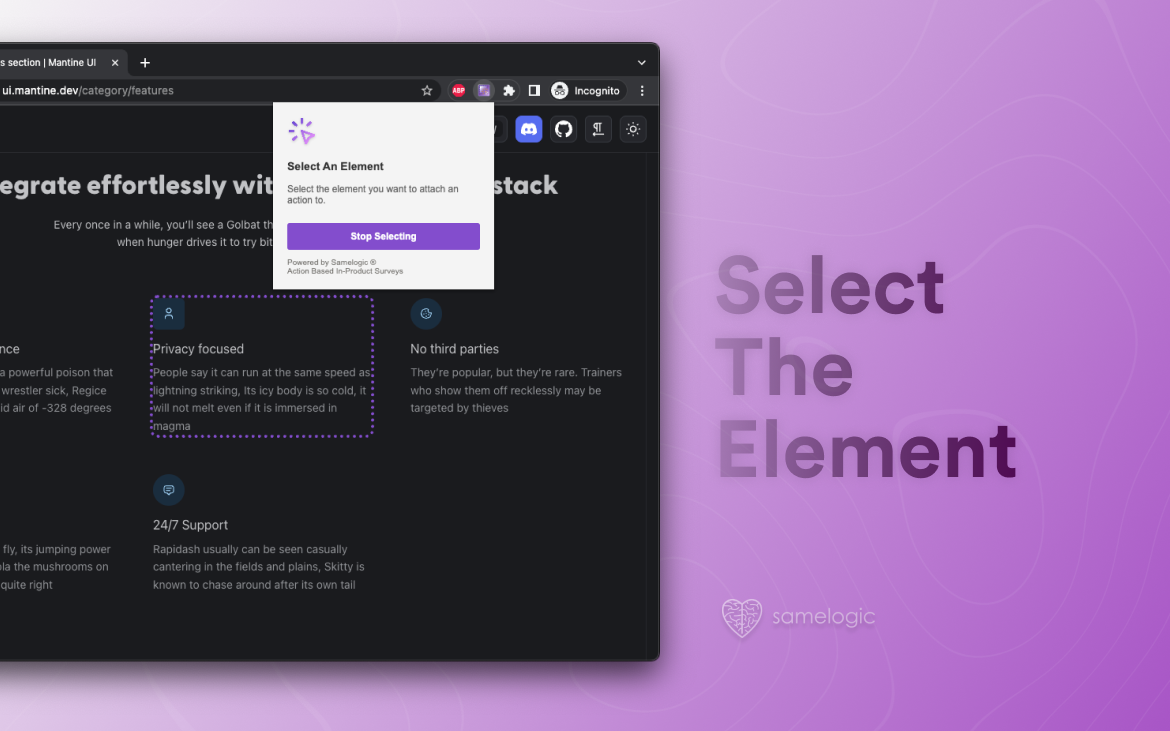 s section | Mantine UI
ui.mantine.dev/category/features
ABP
Incognito
Select An Element
Select the element you want to attach an
action to.
Stop Selecting
Powered by Samelogic ®
Action Based In-Product Surveys
egrate effortlessly wit
stack
Every once in a while, you'll see a Golbat th
when hunger drives it to try bit
nce
a powerful poison that
wrestler sick, Regice
id air of -328 degrees
Privacy focused
People say it can run at the same speed as
lightning striking, Its icy body is so cold, it
will not melt even if it is immersed in
magma
No third parties
They're popular, but they're rare. Trainers
who show them off recklessly may be
targeted by thieves
fly, its jumping power
ola the mushrooms on
quite right
24/7 Support
Rapidash usually can be seen casually
cantering in the fields and plains, Skitty is
known to chase around after its own tail
Select
The
Element
samelogic